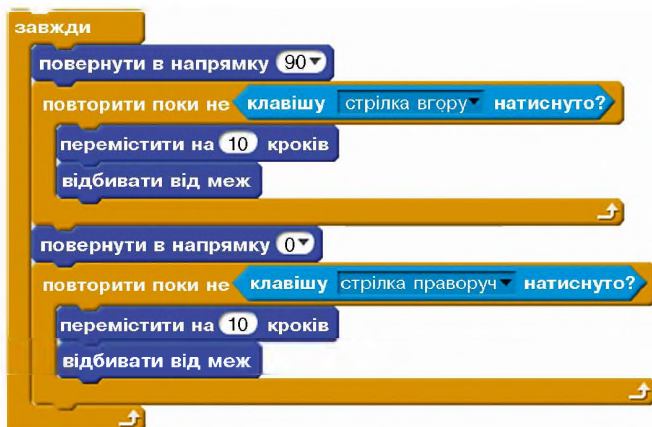 завжди
повернути в напрямку 90
повторити поки не клавішу стрілка вгору натиснуто?
перемістити на 10 кроків
відбивати від меж
повернути в напрямку 0
повторити поки не клавішу стрілка праворуч натиснуто?
перемістити на 10 кроків
відбивати від меж